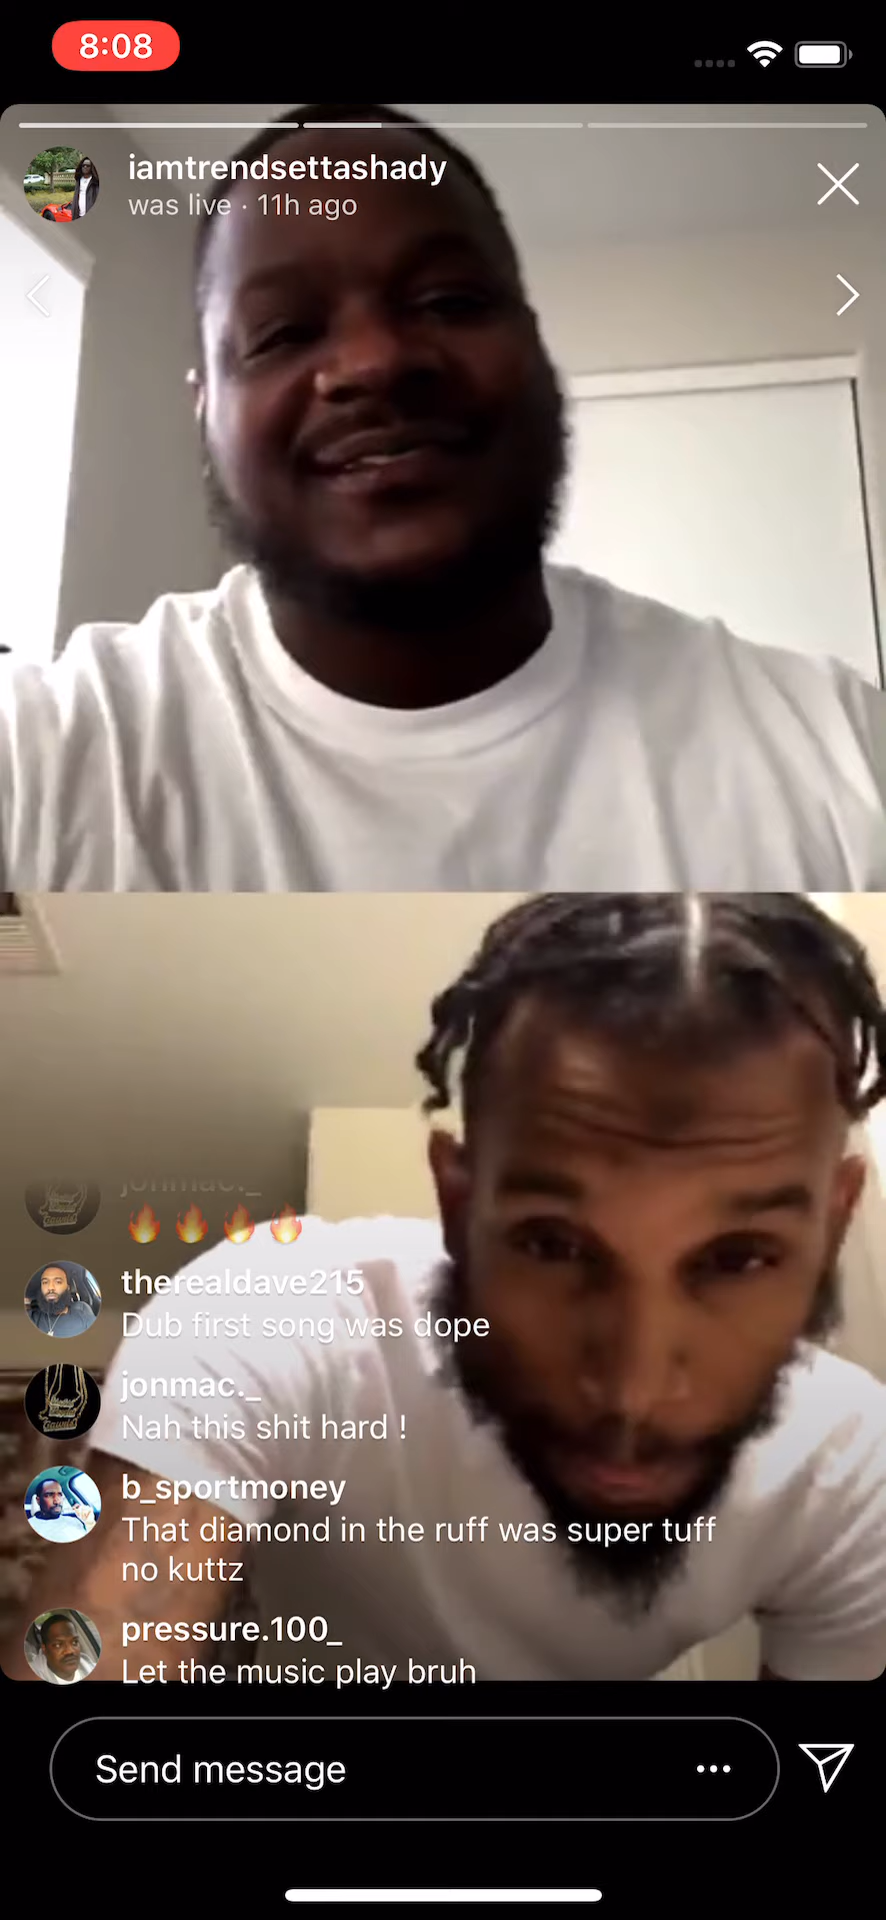 8:08
iamtrendsettashady
was live · 11h ago
jonmac._
🔥 🔥 🔥 🔥
therealdave215
Dub first song was dope
jonmac._
Nah this shit hard !
b_sportmoney
That diamond in the ruff was super tuff
no kuttz
pressure.100_
Let the music play bruh
Send message